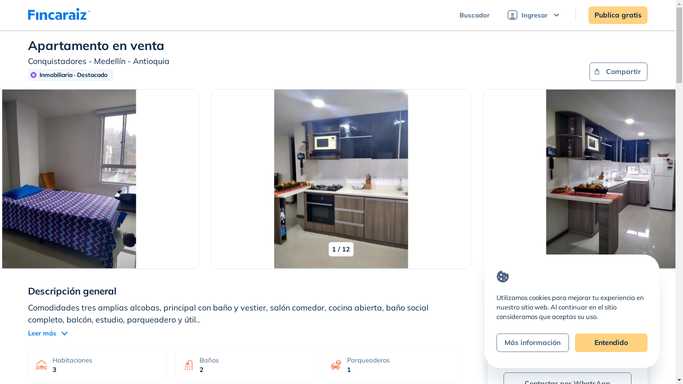 Fincaraiz
Buscador
Ingresar
Publica gratis
Apartamento en venta
Conquistadores - Medellín - Antioquia
Inmobiliaria · Destacado
Compartir
1 / 12
Descripción general
Comodidades tres amplias alcobas, principal con baño y vestier, salón comedor, cocina abierta, baño social
completo, balcón, estudio, parqueadero y útil..
Leer más
Habitaciones
3
Baños
2
Parqueaderos
1
Utilizamos cookies para mejorar tu experiencia en
nuestro sitio web. Al continuar en el sitio
consideramos que aceptas su uso.
Más información
Entendido
Contactar por WhatsApp